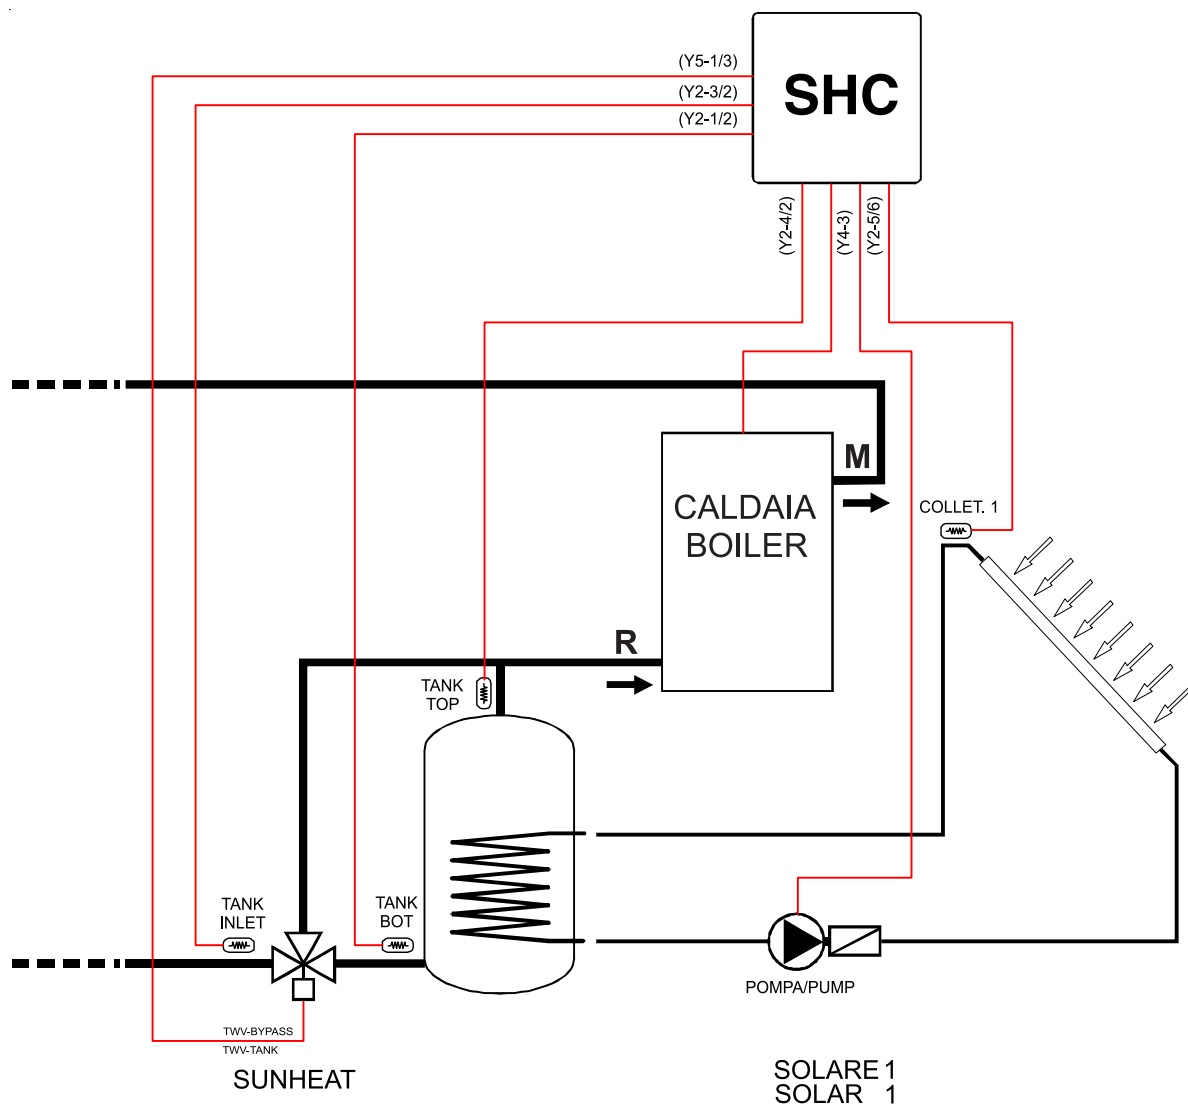 (Y5-1/3)
(Y2-3/2)
(Y2-1/2)
SHC
(Y2-4/2)
(Y4-3)
(Y2-5/6)
M
CALDAIA
BOILER
COLLET. 1
R
TANK
TOP
TANK
INLET
TANK
BOT
POMPA/PUMP
TWV-BYPASS
TWV-TANK
SUNHEAT
SOLARE 1
SOLAR 1